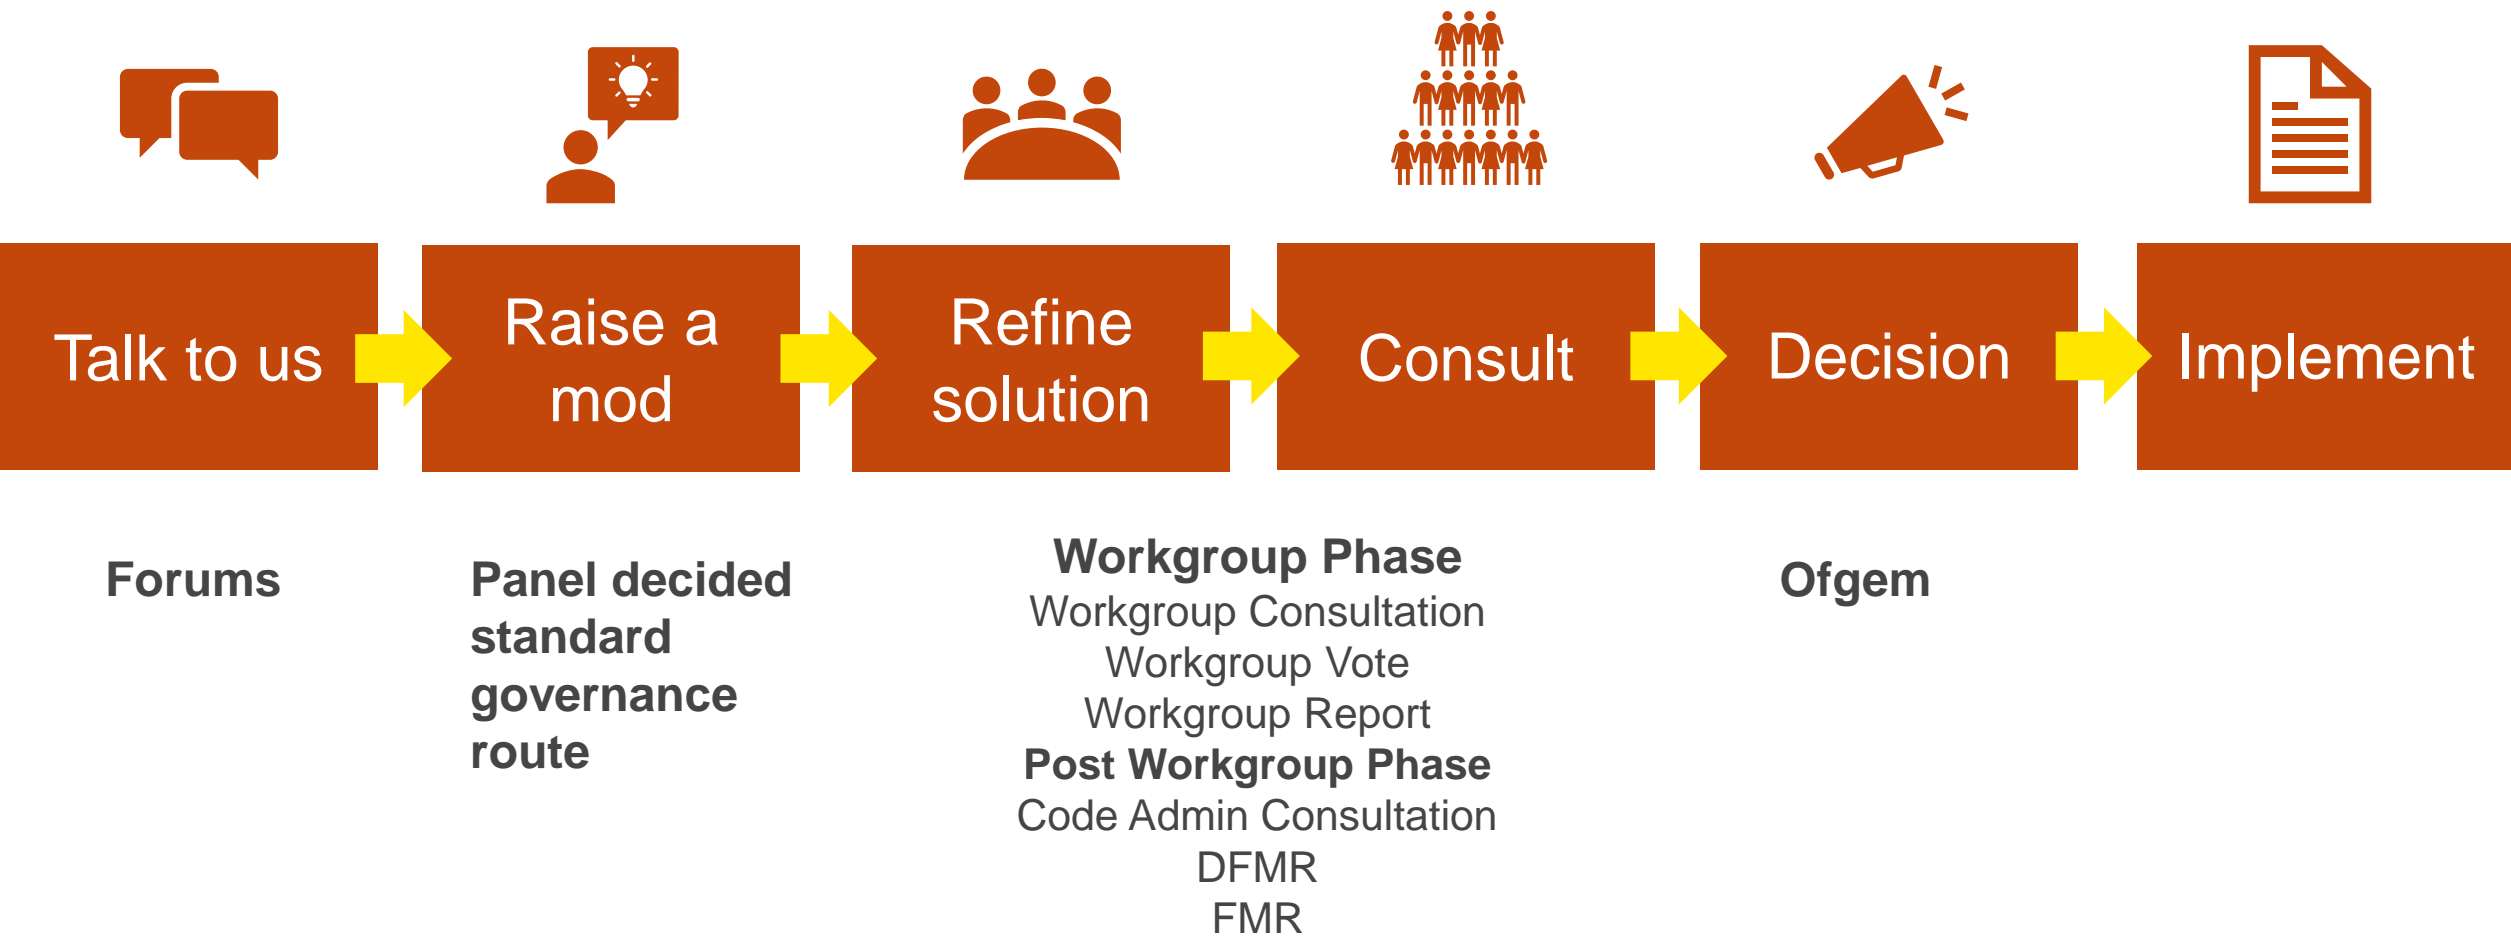 Talk to us
Raise a
mod
Refine
solution
Consult
Decision
Implement
Forums
Panel decided
standard
governance
route
Workgroup Phase
Workgroup Consultation
Workgroup Vote
Workgroup Report
Post Workgroup Phase
Code Admin Consultation
DFMR
FMR
Ofgem